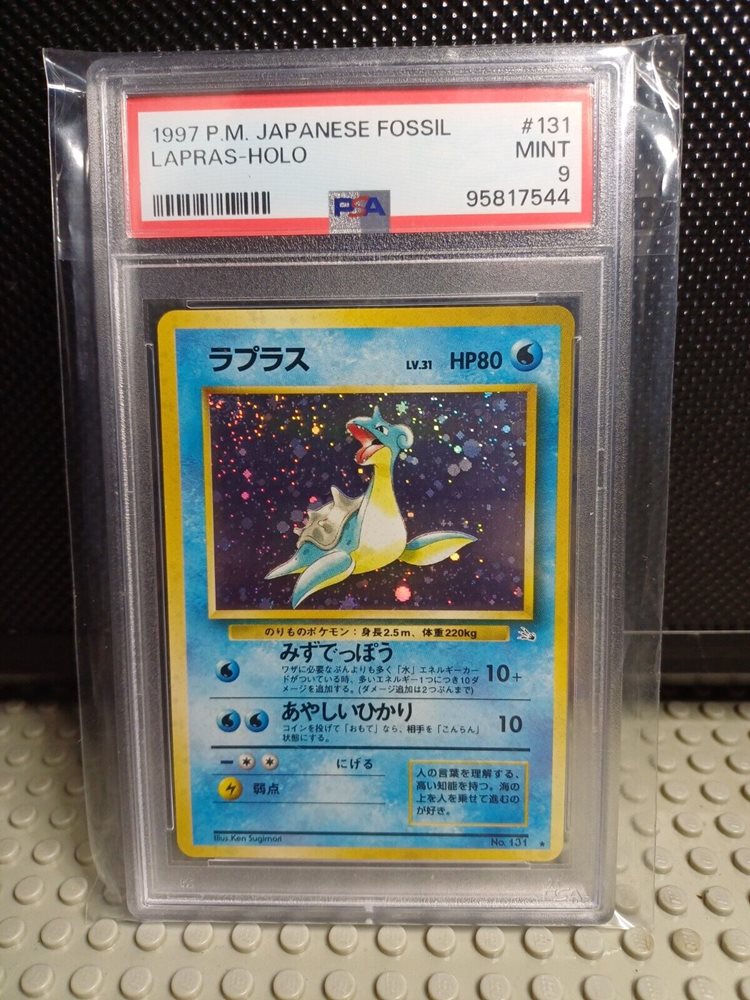 1997 P.M. JAPANESE FOSSIL #131
LAPRAS-HOLO MINT
9
95817544
PSA
ラプラス LV.31 HP80
のりものポケモン：身長2.5m、体重220kg
みずでっぽう
ワザに必要なぶんよりも多く「水」エネルギーカー
ドがついている時、多いエネルギー1つにつき10ダ
メージを追加する。(ダメージ追加は2つぶんまで)
10+
あやしいひかり
コインを投げて「おもて」なら、相手を「こんらん」
状態にする。
10
にげる
弱点
人の言葉を理解する、
高い知能を持つ。海の
上を人を乗せて進むの
が好き。
Illus.Ken Sugimori No. 131